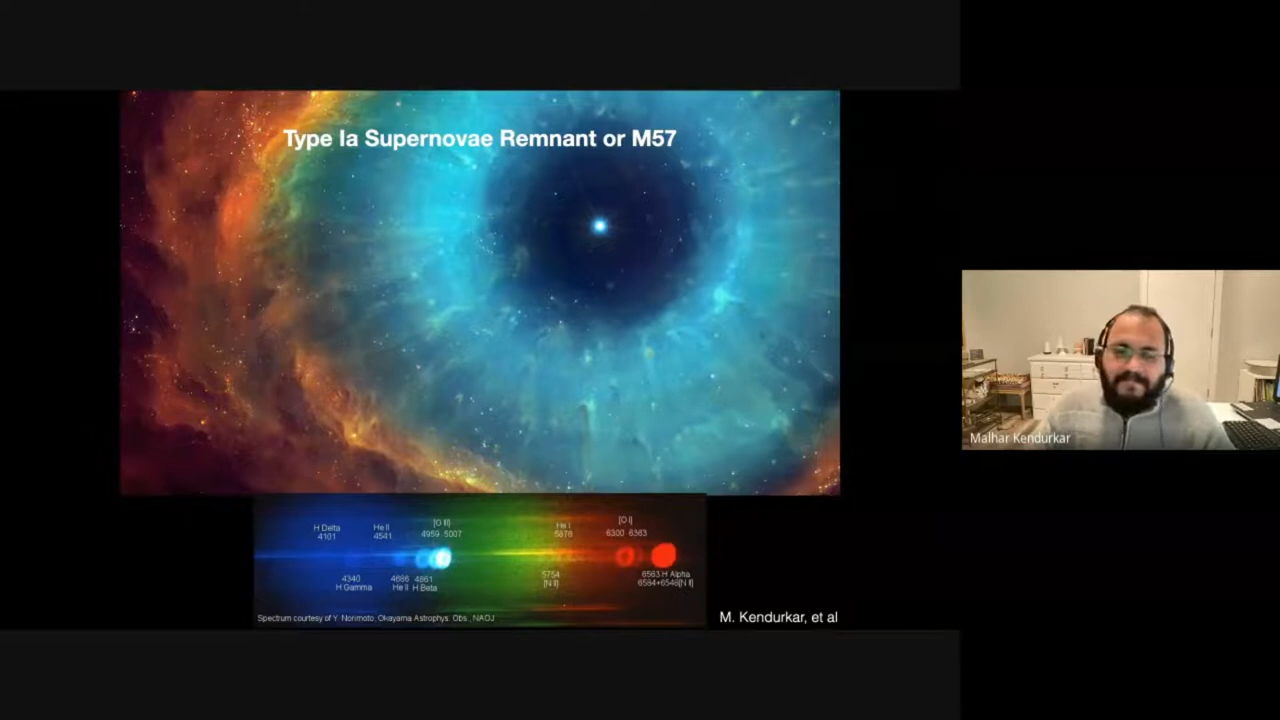 Type Ia Supernovae Remnant or M57
H Delta
4101
He II
4541
[O III]
4959 5007
He I
5876
[O I]
6300 6363
4340
H Gamma
4686 4861
He II H Beta
5754
[N II]
6563 H Alpha
6584+6548[N II]
Spectrum courtesy of Y. Norimoto, Okayama Astrophys. Obs., NAOJ
M. Kendurkar, et al
Malhar Kendurkar